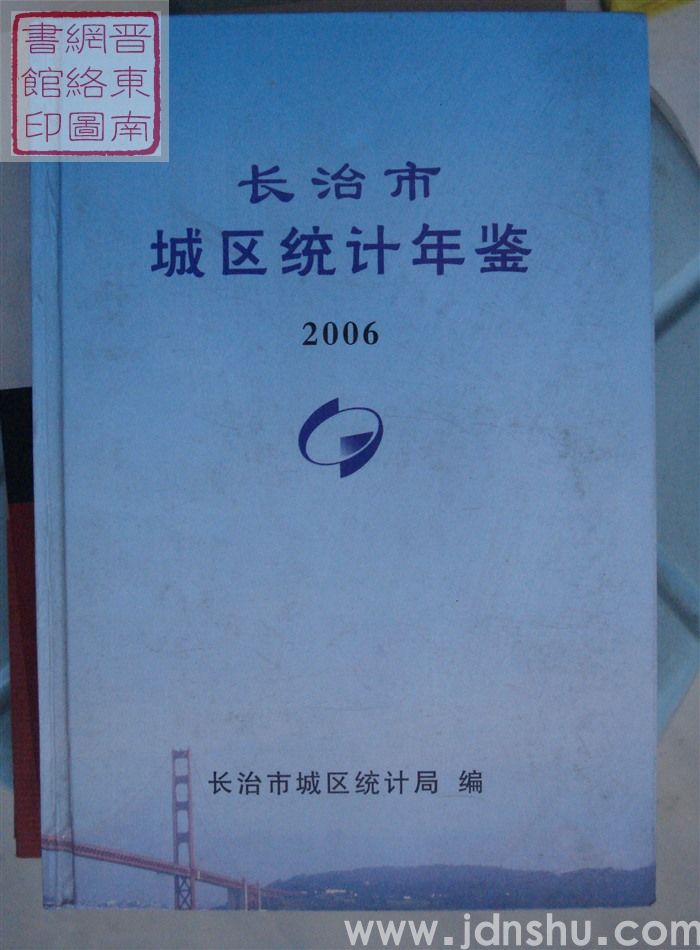 晋東南
網絡圖
書館印
长治市
城区统计年鉴
2006
长治市城区统计局 编
www.jdnshu.com